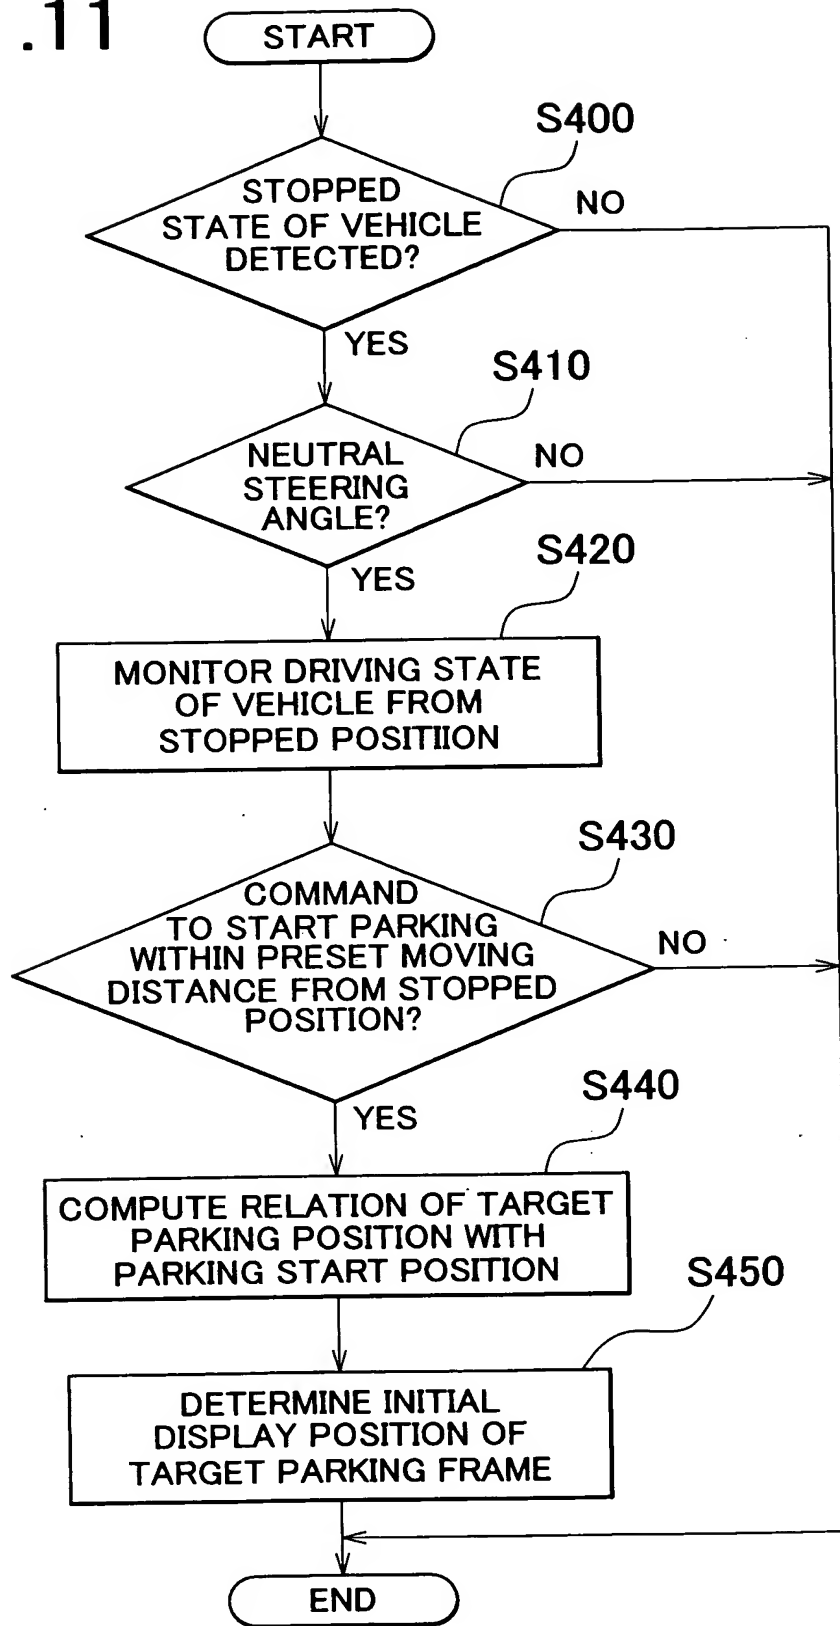 .11
START
S400
STOPPED
STATE OF VEHICLE
DETECTED?
NO
YES
S410
NEUTRAL
STEERING
ANGLE?
NO
YES
S420
MONITOR DRIVING STATE
OF VEHICLE FROM
STOPPED POSITIION
S430
COMMAND
TO START PARKING
WITHIN PRESET MOVING
DISTANCE FROM STOPPED
POSITION?
NO
YES
S440
COMPUTE RELATION OF TARGET
PARKING POSITION WITH
PARKING START POSITION
S450
DETERMINE INITIAL
DISPLAY POSITION OF
TARGET PARKING FRAME
END